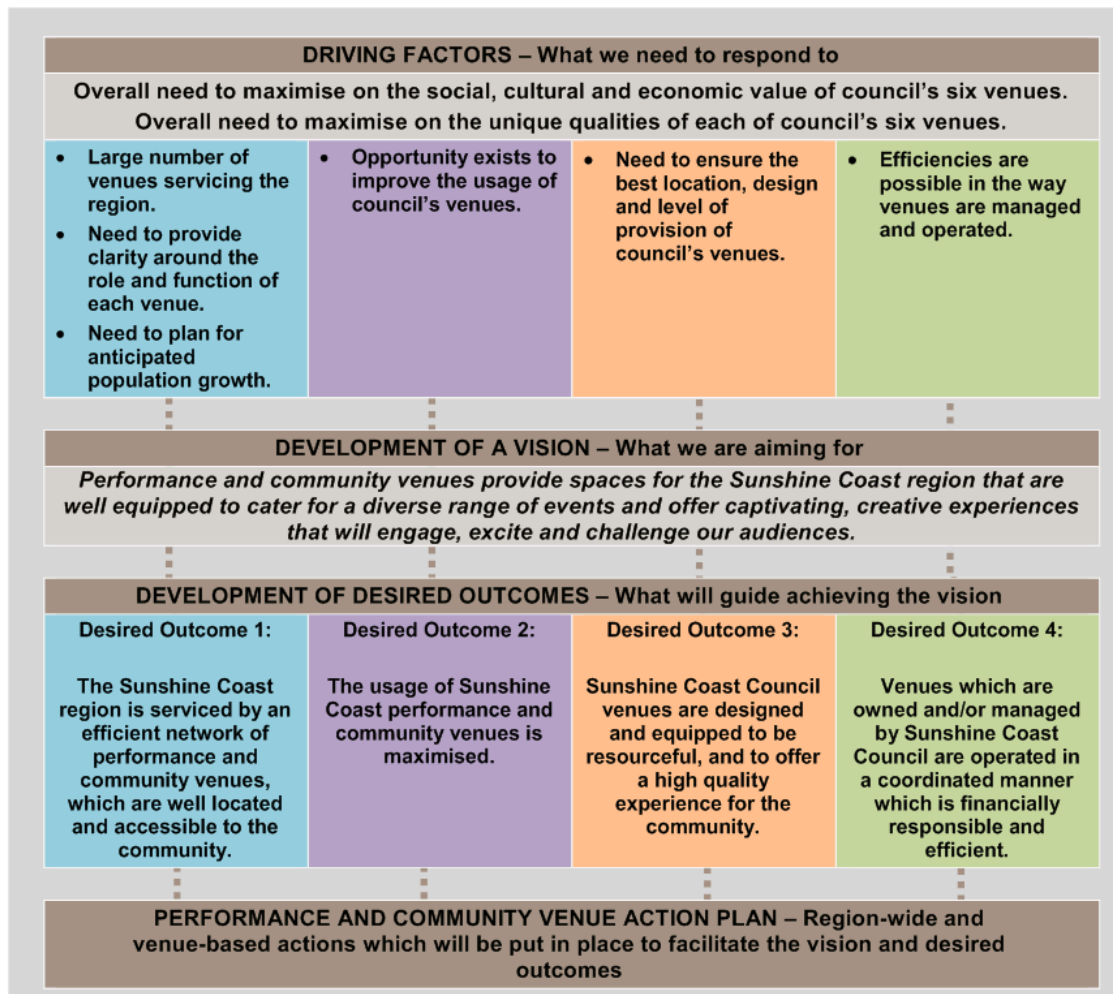 DRIVING FACTORS – What we need to respond to
Overall need to maximise on the social, cultural and economic value of council's six venues.
Overall need to maximise on the unique qualities of each of council's six venues.
• Large number of
venues servicing the
region.
• Need to provide
clarity around the
role and function of
each venue.
• Need to plan for
anticipated
population growth.
• Opportunity exists to
improve the usage of
council's venues.
• Need to ensure the
best location, design
and level of
provision of
council's venues.
• Efficiencies are
possible in the way
venues are managed
and operated.
DEVELOPMENT OF A VISION – What we are aiming for
Performance and community venues provide spaces for the Sunshine Coast region that are
well equipped to cater for a diverse range of events and offer captivating, creative experiences
that will engage, excite and challenge our audiences.
DEVELOPMENT OF DESIRED OUTCOMES – What will guide achieving the vision
Desired Outcome 1:
The Sunshine Coast
region is serviced by an
efficient network of
performance and
community venues,
which are well located
and accessible to the
community.
Desired Outcome 2:
The usage of Sunshine
Coast performance and
community venues is
maximised.
Desired Outcome 3:
Sunshine Coast Council
venues are designed
and equipped to be
resourceful, and to offer
a high quality
experience for the
community.
Desired Outcome 4:
Venues which are
owned and/or managed
by Sunshine Coast
Council are operated in
a coordinated manner
which is financially
responsible and
efficient.
PERFORMANCE AND COMMUNITY VENUE ACTION PLAN – Region-wide and
venue-based actions which will be put in place to facilitate the vision and desired
outcomes